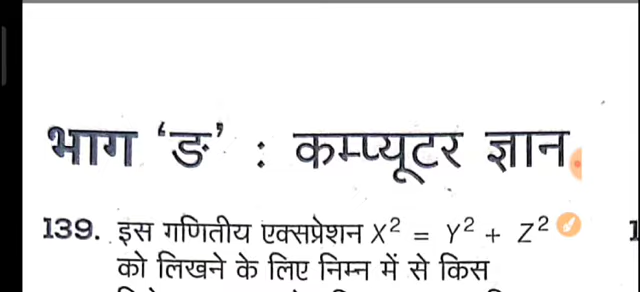 भाग ‘ङ’ : कम्प्यूटर ज्ञान
139. इस गणितीय एक्सप्रेशन X² = Y² + Z²
को लिखने के लिए निम्न में से किस